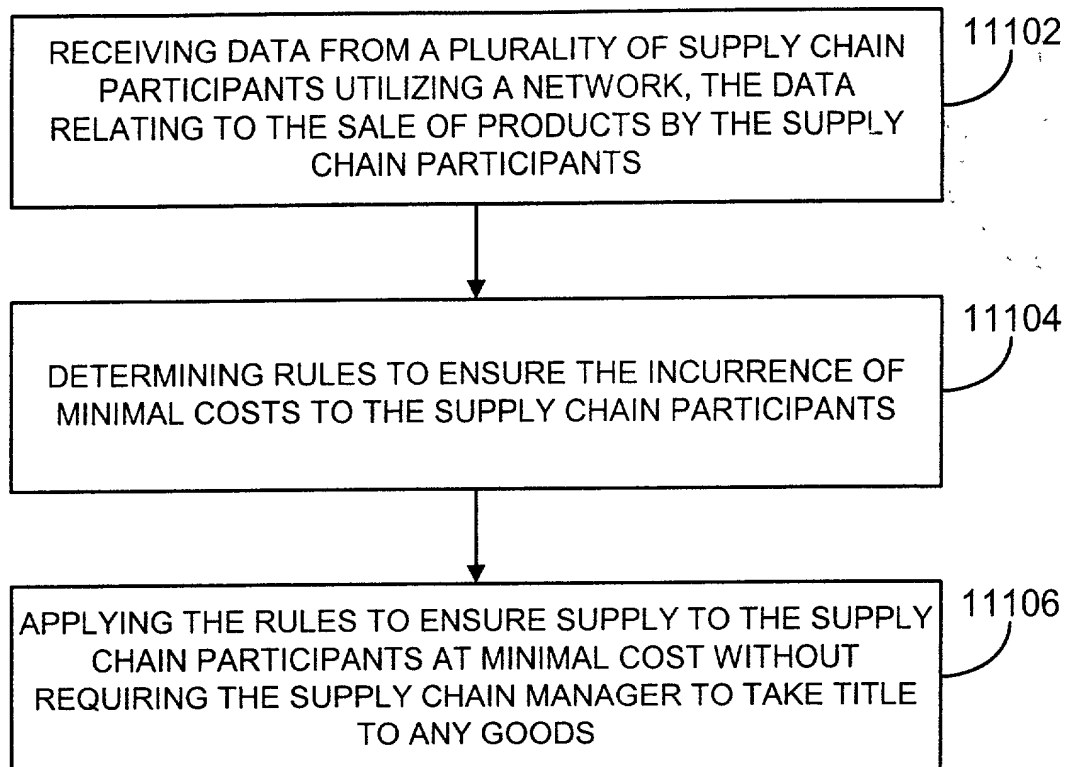 RECEIVING DATA FROM A PLURALITY OF SUPPLY CHAIN
PARTICIPANTS UTILIZING A NETWORK, THE DATA
RELATING TO THE SALE OF PRODUCTS BY THE SUPPLY
CHAIN PARTICIPANTS
11102
DETERMINING RULES TO ENSURE THE INCURRENCE OF
MINIMAL COSTS TO THE SUPPLY CHAIN PARTICIPANTS
11104
APPLYING THE RULES TO ENSURE SUPPLY TO THE SUPPLY
CHAIN PARTICIPANTS AT MINIMAL COST WITHOUT
REQUIRING THE SUPPLY CHAIN MANAGER TO TAKE TITLE
TO ANY GOODS
11106